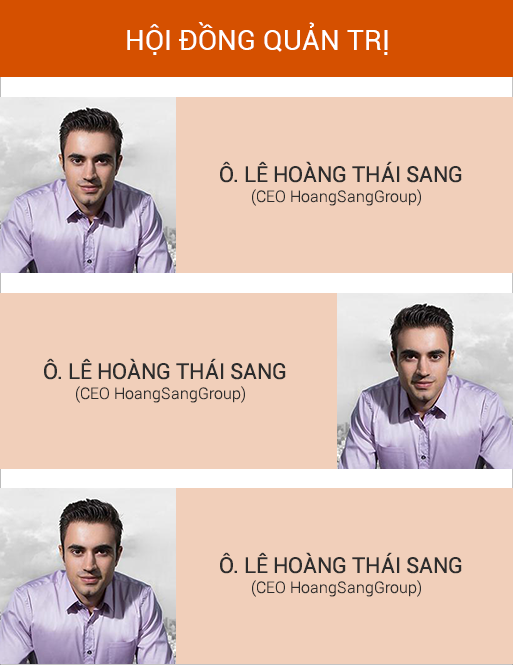 HỘI ĐỒNG QUẢN TRỊ
Ô. LÊ HOÀNG THÁI SANG
(CEO HoangSangGroup)
Ô. LÊ HOÀNG THÁI SANG
(CEO HoangSangGroup)
Ô. LÊ HOÀNG THÁI SANG
(CEO HoangSangGroup)